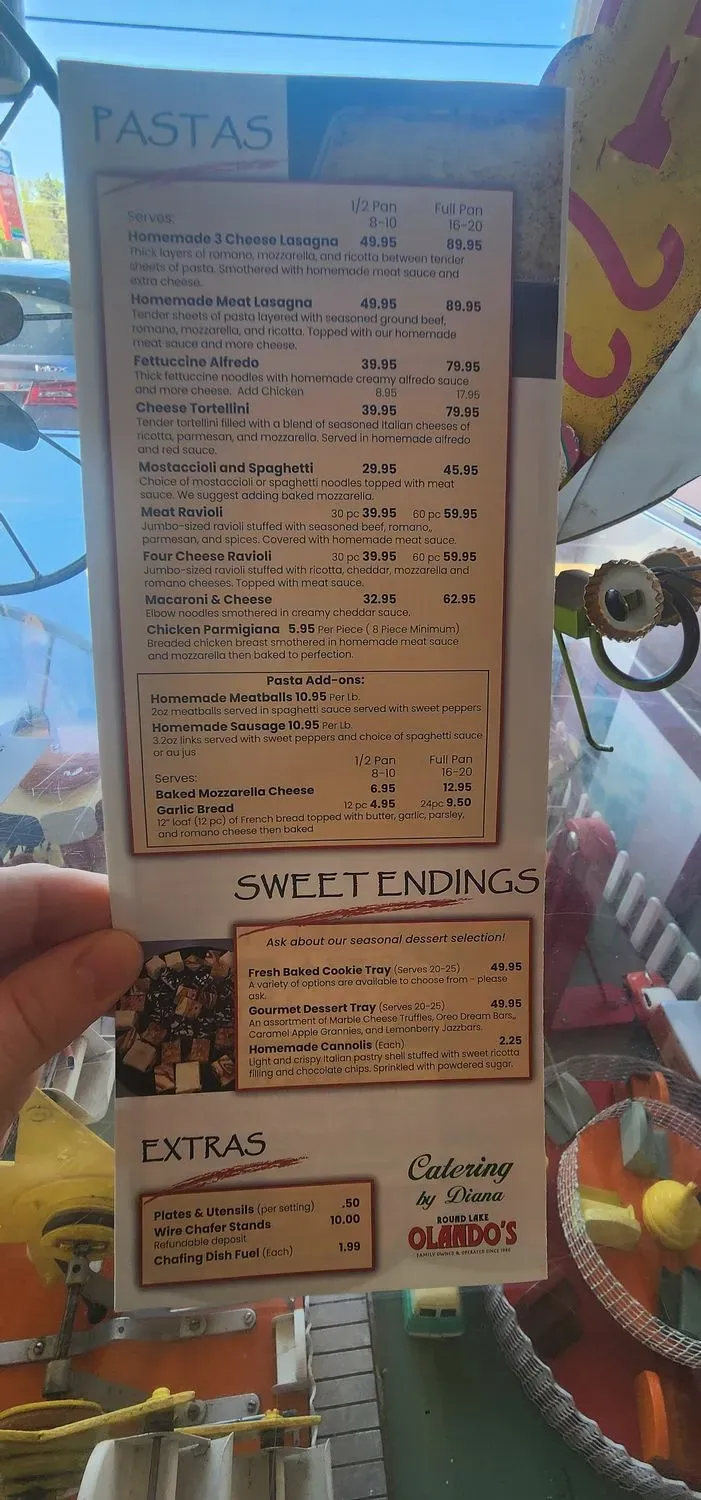 PASTAS
1/2 Pan Full Pan
Serves: 8-10 16-20
Homemade 3 Cheese Lasagna 49.95 89.95
Thick layers of romano, mozzarella, and ricotta between tender
sheets of pasta. Smothered with homemade meat sauce and
extra cheese.
Homemade Meat Lasagna 49.95 89.95
Tender sheets of pasta layered with seasoned ground beef,
romano, mozzarella, and ricotta. Topped with our homemade
meat sauce and more cheese.
Fettuccine Alfredo 39.95 79.95
Thick fettuccine noodles with homemade creamy alfredo sauce
and more cheese. Add Chicken 8.95 17.95
Cheese Tortellini 39.95 79.95
Tender tortellini filled with a blend of seasoned Italian cheeses of
ricotta, parmesan, and mozzarella. Served in homemade alfredo
and red sauce.
Mostaccioli and Spaghetti 29.95 45.95
Choice of mostaccioli or spaghetti noodles topped with meat
sauce. We suggest adding baked mozzarella.
Meat Ravioli 30 pc 39.95 60 pc 59.95
Jumbo-sized ravioli stuffed with seasoned beef, romano,,
parmesan, and spices. Covered with homemade meat sauce.
Four Cheese Ravioli 30 pc 39.95 60 pc 59.95
Jumbo-sized ravioli stuffed with ricotta, cheddar, mozzarella and
romano cheeses. Topped with meat sauce.
Macaroni & Cheese 32.95 62.95
Elbow noodles smothered in creamy cheddar sauce.
Chicken Parmigiana 5.95 Per Piece ( 8 Piece Minimum)
Breaded chicken breast smothered in homemade meat sauce
and mozzarella then baked to perfection.
Pasta Add-ons:
Homemade Meatballs 10.95 Per Lb.
2oz meatballs served in spaghetti sauce served with sweet peppers
Homemade Sausage 10.95 Per Lb.
3.2oz links served with sweet peppers and choice of spaghetti sauce
or au jus
1/2 Pan Full Pan
Serves: 8-10 16-20
Baked Mozzarella Cheese 6.95 12.95
Garlic Bread 12 pc 4.95 24pc 9.50
12" loaf (12 pc) of French bread topped with butter, garlic, parsley,
and romano cheese then baked
SWEET ENDINGS
Ask about our seasonal dessert selection!
Fresh Baked Cookie Tray (Serves 20-25) 49.95
A variety of options are available to choose from - please
ask.
Gourmet Dessert Tray (Serves 20-25) 49.95
An assortment of Marble Cheese Truffles, Oreo Dream Bars,,
Caramel Apple Grannies, and Lemonberry Jazzbars.
Homemade Cannolis (Each) 2.25
Light and crispy Italian pastry shell stuffed with sweet ricotta
filling and chocolate chips. Sprinkled with powdered sugar.
EXTRAS
Plates & Utensils (per setting) .50
Wire Chafer Stands 10.00
Refundable deposit
Chafing Dish Fuel (Each) 1.99
Catering
by Diana
ROUND LAKE
OLANDO'S
FAMILY OWNED & OPERATED SINCE 1986